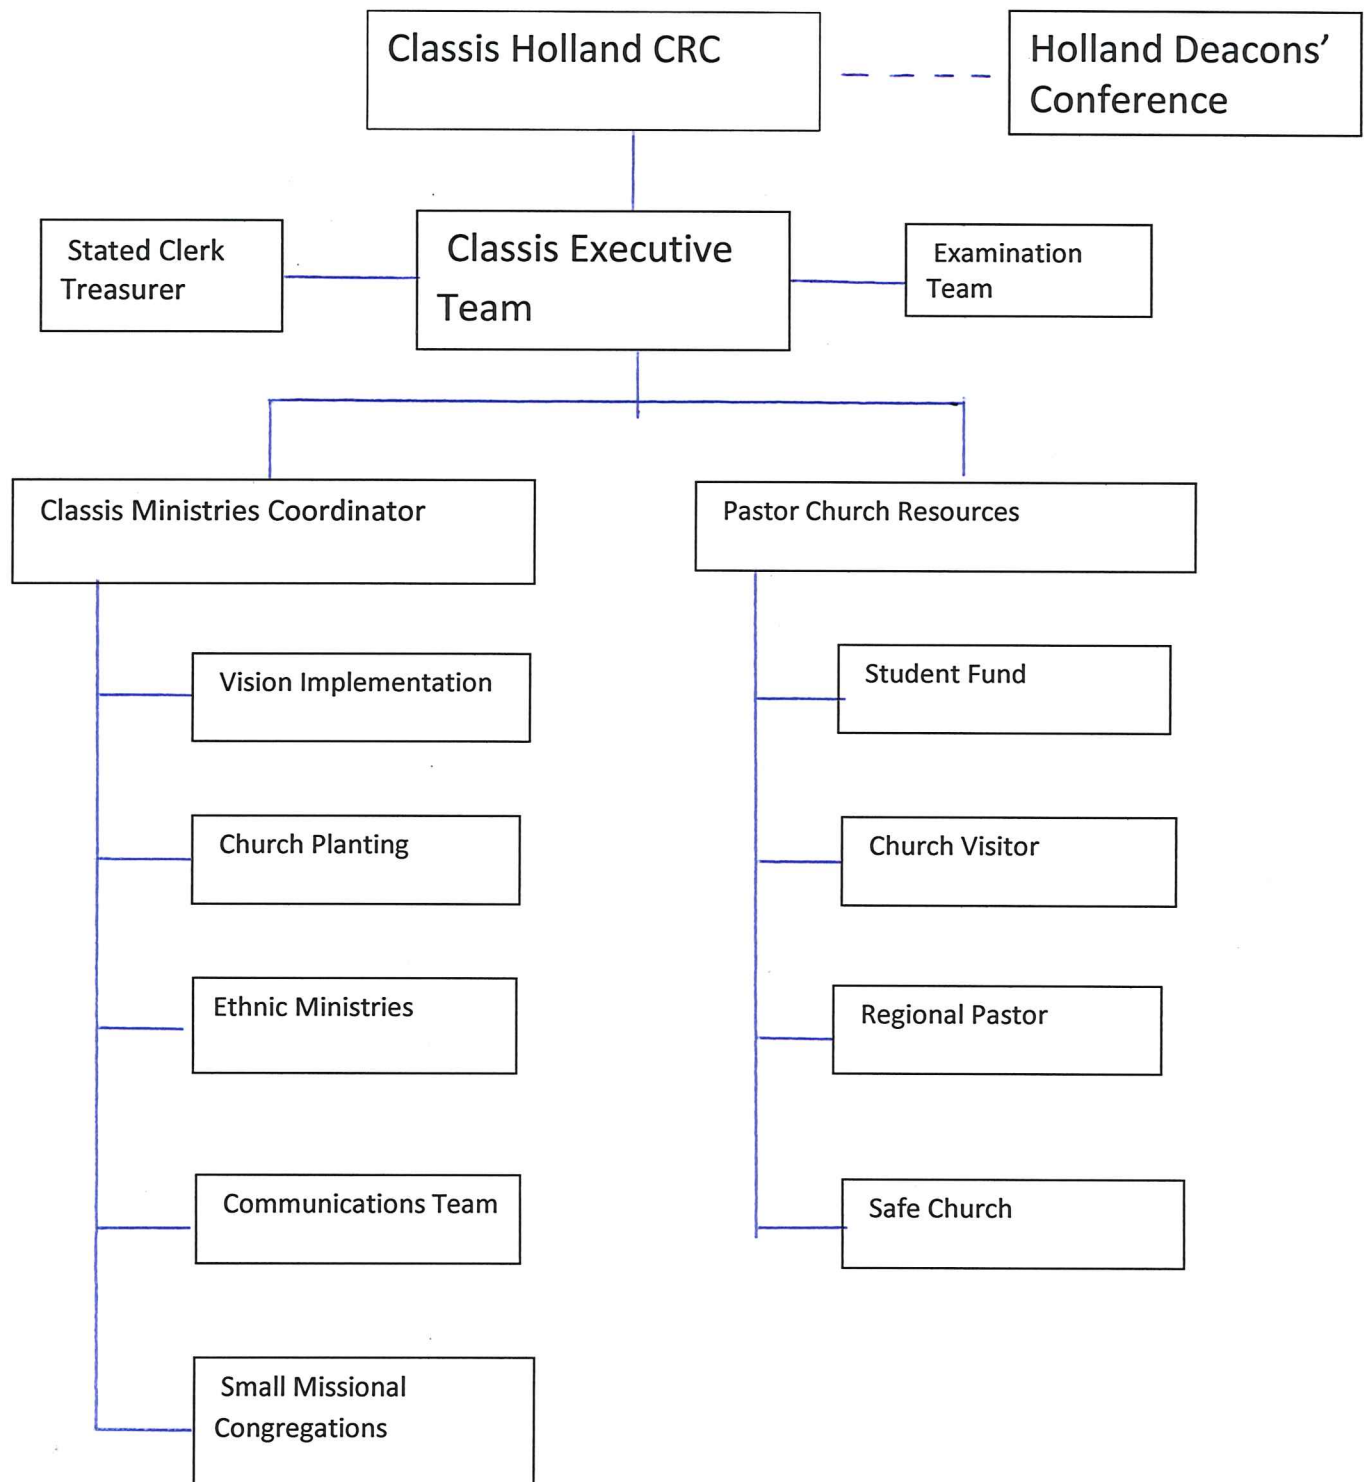 Classis Holland CRC
Holland Deacons’
Conference
Stated Clerk
Treasurer
Classis Executive
Team
Examination
Team
Classis Ministries Coordinator
Pastor Church Resources
Vision Implementation
Student Fund
Church Planting
Church Visitor
Ethnic Ministries
Regional Pastor
Communications Team
Safe Church
Small Missional
Congregations